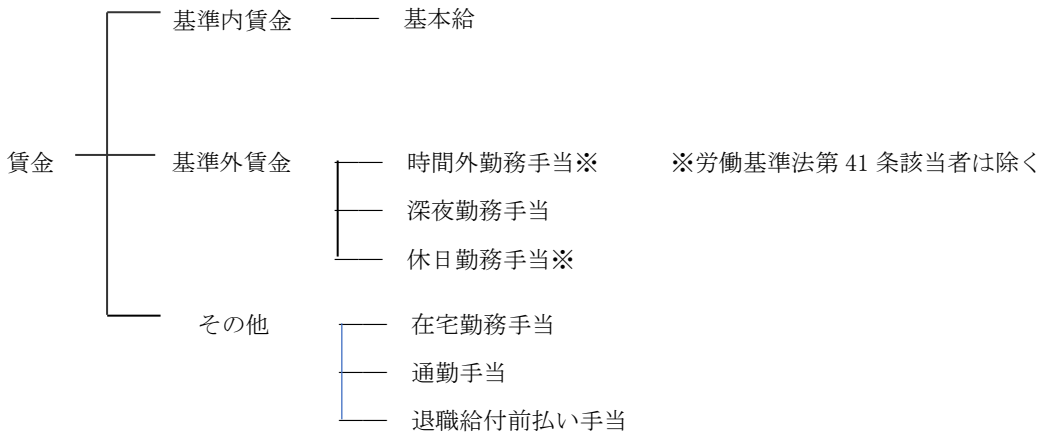 基準内賃金 基本給
賃金 基準外賃金 時間外勤務手当※ ※労働基準法第 41 条該当者は除く
深夜勤務手当
休日勤務手当※
その他 在宅勤務手当
通勤手当
退職給付前払い手当